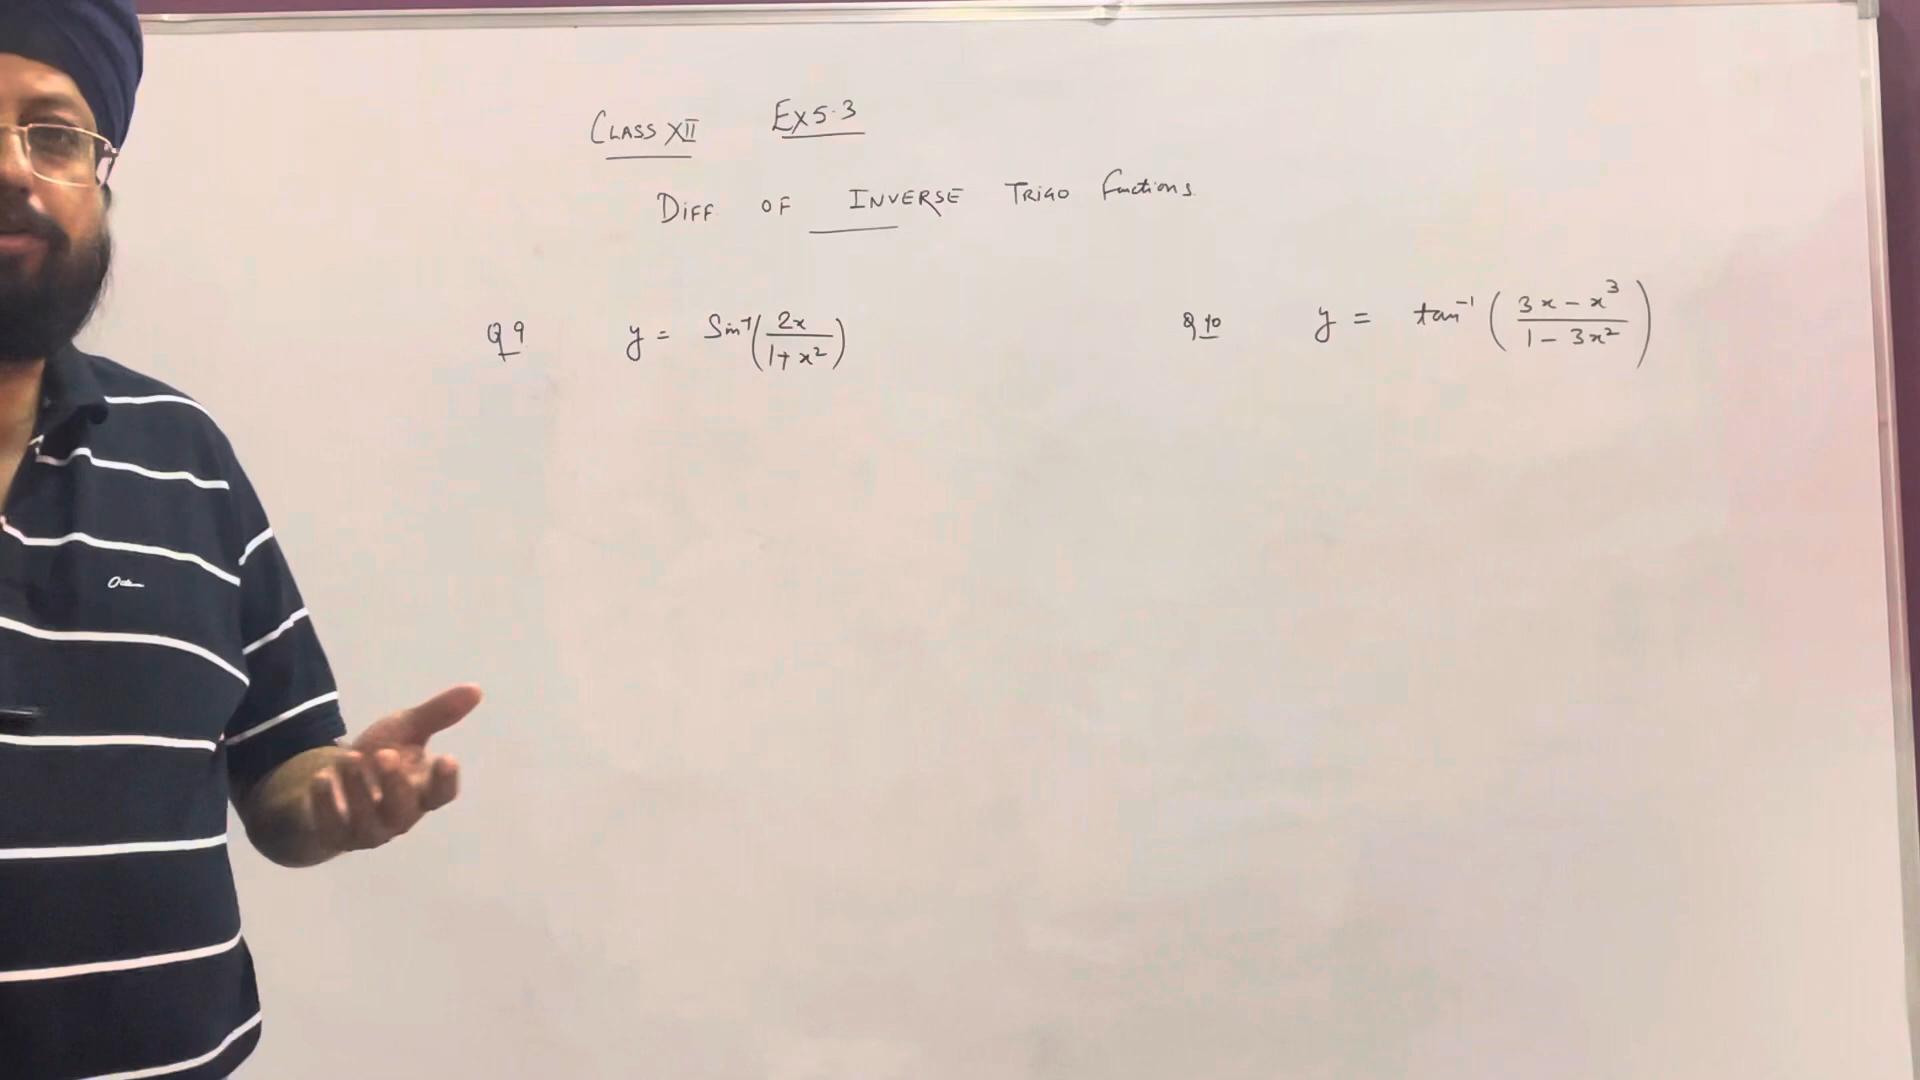 CLASS XII Ex 5.3
DIFF OF INVERSE TRIGO Functions
Q 9 y = Sin⁻¹(2x/(1+x²)) Q 10 y = tan⁻¹((3x-x³)/(1-3x²))